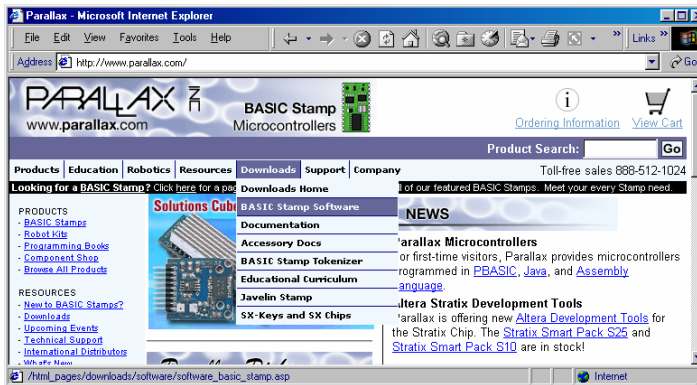 Parallax - Microsoft Internet Explorer
File Edit View Favorites Tools Help Links »
Address http://www.parallax.com/ Go
PARALLAX INC
www.parallax.com
BASIC Stamp
Microcontrollers
Ordering Information View Cart
Product Search: Go
Products Education Robotics Resources Downloads Support Company Toll-free sales 888-512-1024
Looking for a BASIC Stamp? Click here for a pac l of our featured BASIC Stamps. Meet your every Stamp need.
Downloads Home
BASIC Stamp Software
Documentation
Accessory Docs
BASIC Stamp Tokenizer
Educational Curriculum
Javelin Stamp
SX-Keys and SX Chips
PRODUCTS
- BASIC Stamps
- Robot Kits
- Programming Books
- Component Shop
- Browse All Products
RESOURCES
- New to BASIC Stamps?
- Downloads
- Upcoming Events
- Technical Support
- International Distributors
- What's New
Solutions Cube
NEWS
Parallax Microcontrollers
or first-time visitors, Parallax provides microcontrollers
rogrammed in PBASIC, Java, and Assembly
anguage.
Altera Stratix Development Tools
Parallax is offering new Altera Development Tools for
the Stratix Chip. The Stratix Smart Pack S25 and
Stratix Smart Pack S10 are in stock!
/html_pages/downloads/software/software_basic_stamp.asp Internet